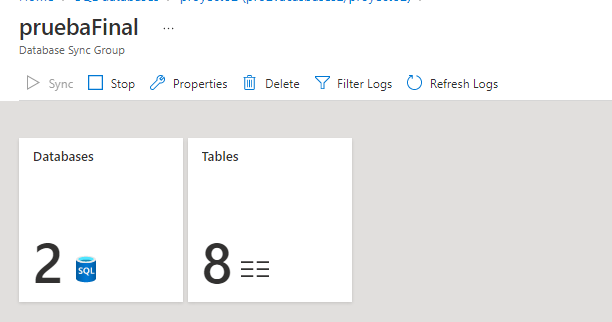 pruebaFinal ...
Database Sync Group
Sync Stop Properties Delete Filter Logs Refresh Logs
Databases Tables
2 SQL 8